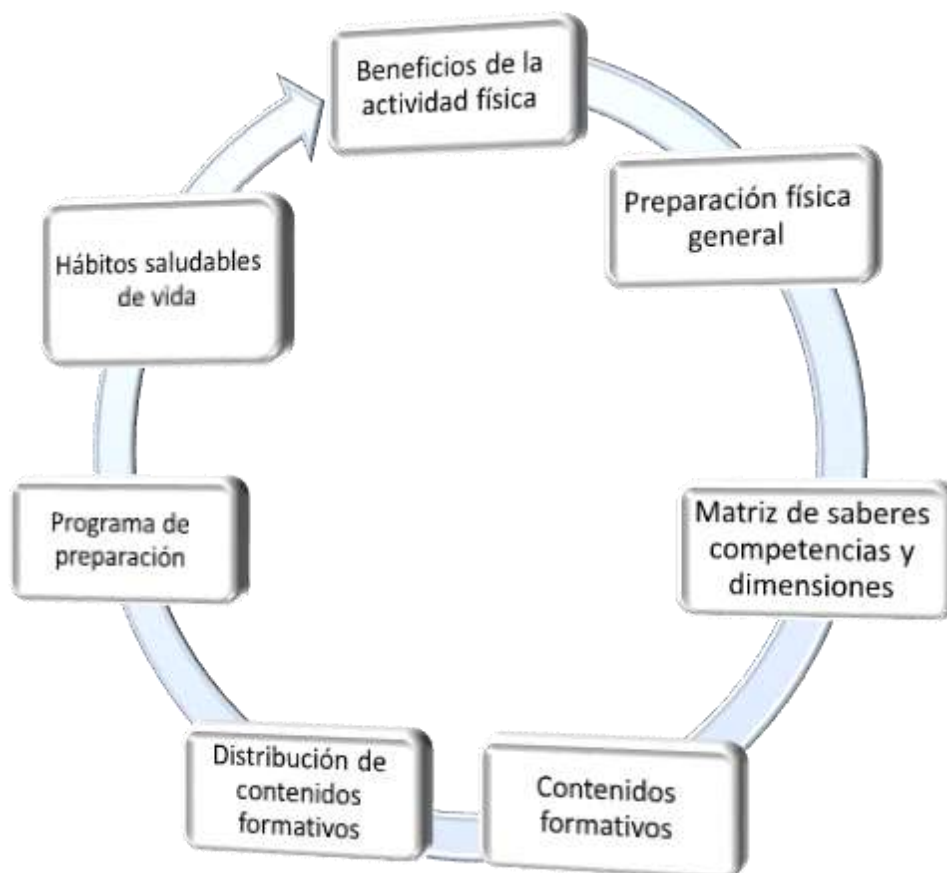 Beneficios de la
actividad física
Preparación física
general
Matriz de saberes
competencias y
dimensiones
Contenidos
formativos
Distribución de
contenidos
formativos
Programa de
preparación
Hábitos saludables
de vida